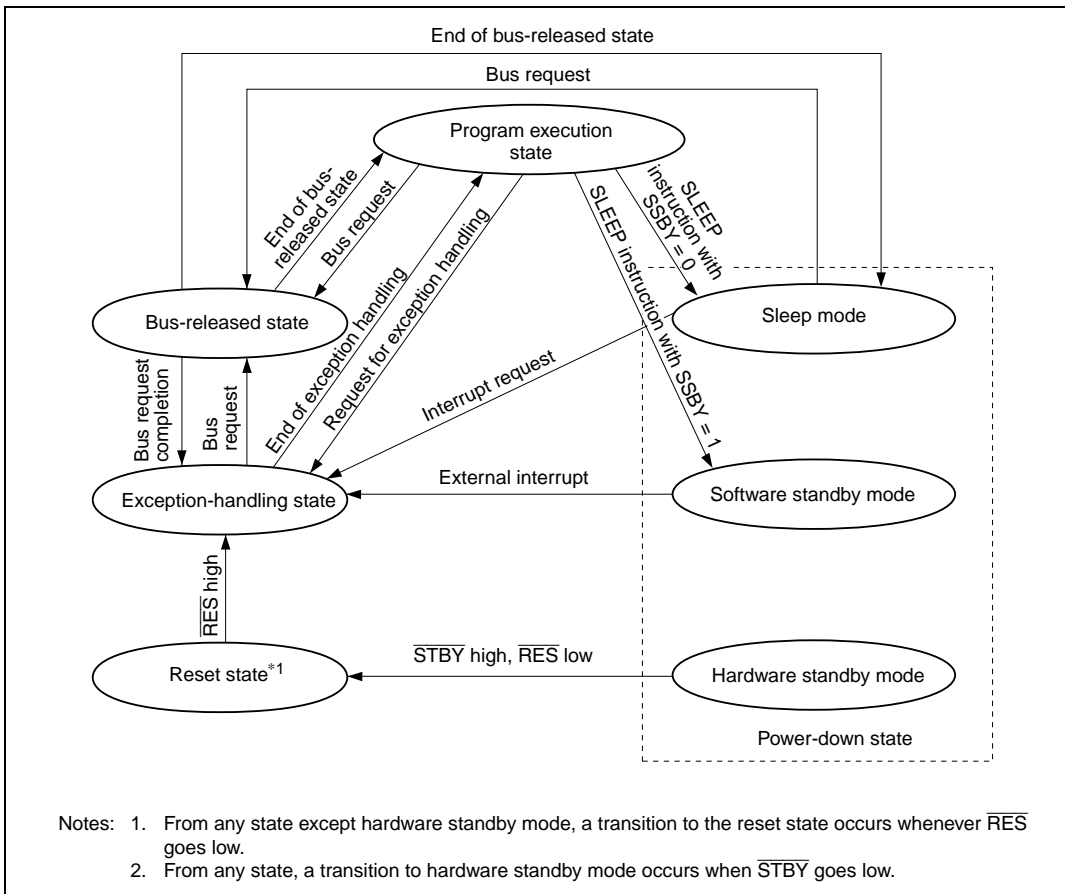 End of bus-released state
Bus request
Program execution
state
End of bus-
released state
Bus request
SLEEP
instruction with
SSBY = 0
SLEEP instruction with SSBY = 1
End of exception handling
Request for exception handling
Bus-released state
Sleep mode
Bus request
completion
Bus
request
Interrupt request
External interrupt
Exception-handling state
Software standby mode
R̅E̅S̅ high
S̅T̅B̅Y̅ high, R̅E̅S̅ low
Reset state*1
Hardware standby mode
Power-down state
Notes: 1. From any state except hardware standby mode, a transition to the reset state occurs whenever R̅E̅S̅
goes low.
2. From any state, a transition to hardware standby mode occurs when S̅T̅B̅Y̅ goes low.